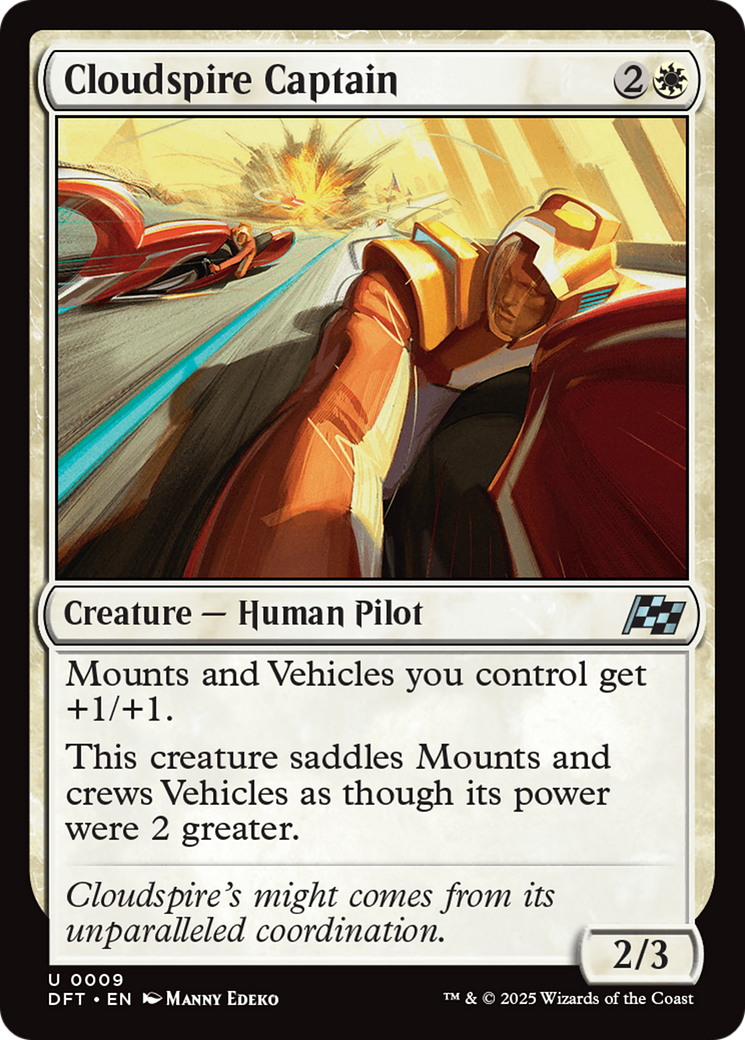 Cloudspire Captain 2
Creature — Human Pilot
Mounts and Vehicles you control get
+1/+1.
This creature saddles Mounts and
crews Vehicles as though its power
were 2 greater.
Cloudspire's might comes from its
unparalleled coordination.
2/3
U 0009
DFT • EN Manny Edeko ™ & © 2025 Wizards of the Coast